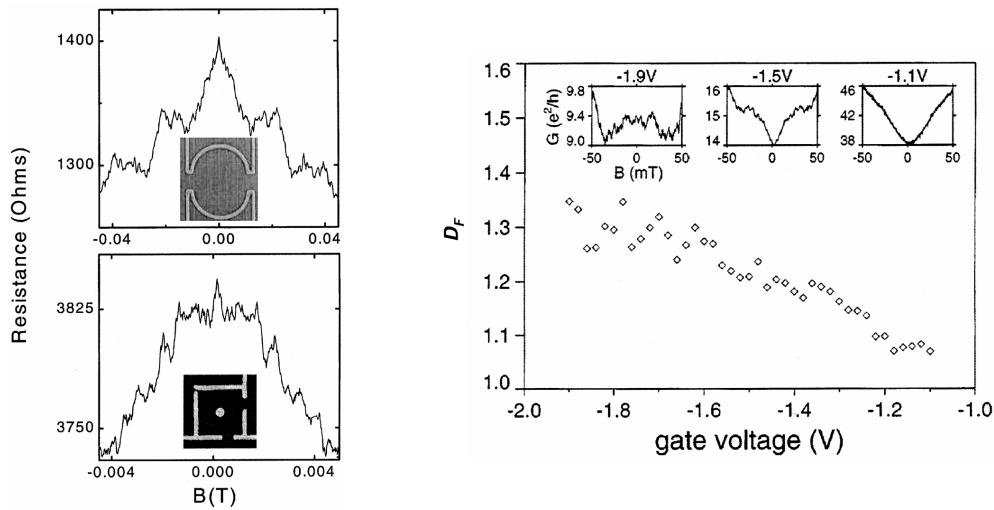 Resistance (Ohms)
1400
1300
-0.04 0.00 0.04
3825
3750
-0.004 0.000 0.004
B(T)
1.6
1.5
1.4
1.3
1.2
1.1
1.0
D_F
-1.9V -1.5V -1.1V
G (e²/h)
9.8
9.4
9.0
-50 0 50
B (mT)
16
15
14
-50 0 50
46
42
38
-50 0 50
-2.0 -1.8 -1.6 -1.4 -1.2 -1.0
gate voltage (V)